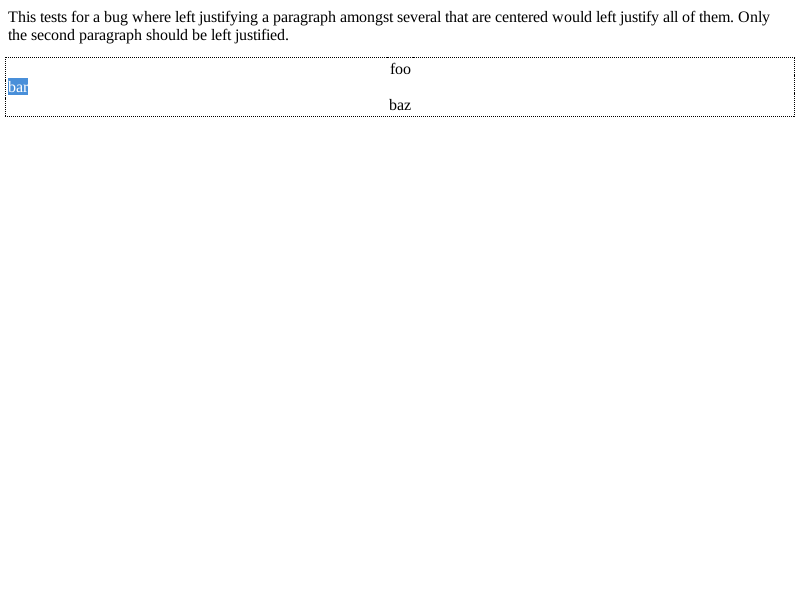 This tests for a bug where left justifying a paragraph amongst several that are centered would left justify all of them. Only
the second paragraph should be left justified.
foo
bar
baz